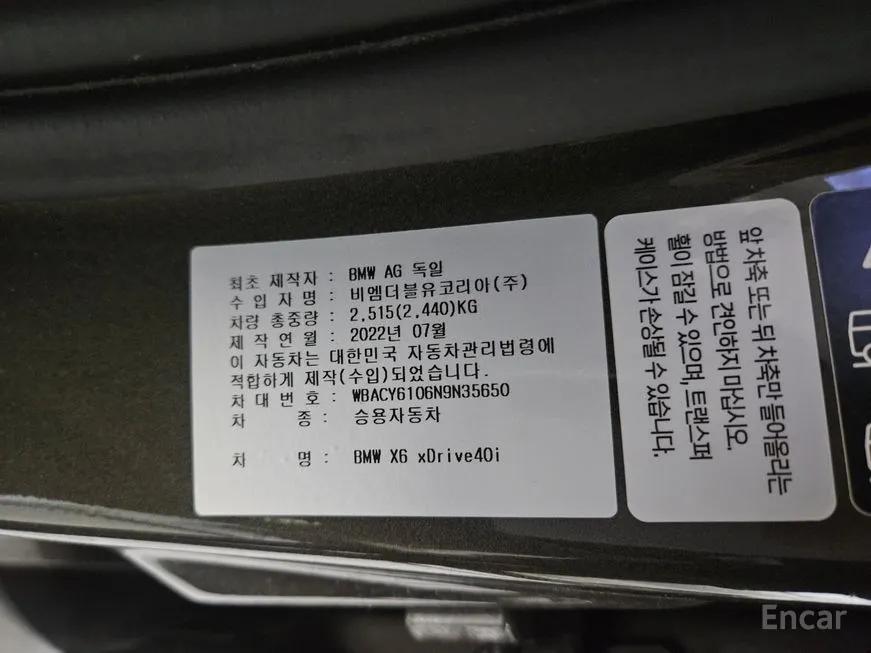 최초 제작자 : BMW AG 독일
수 입 자 명 : 비엠더블유코리아(주)
차량 총중량 : 2,515(2,440)KG
제 작 연 월 : 2022년 07월
이 자동차는 대한민국 자동차관리법령에
적합하게 제작(수입)되었습니다.
차 대 번 호 : WBACY6106N9N35650
차 종 : 승용자동차
차 명 : BMW X6 xDrive40i
앞 차축 또는 뒤 차축만 들어올리는
방법으로 견인하지 마십시오.
휠이 잠길 수 있으며, 트랜스퍼
케이스가 손상될 수 있습니다.
Encar